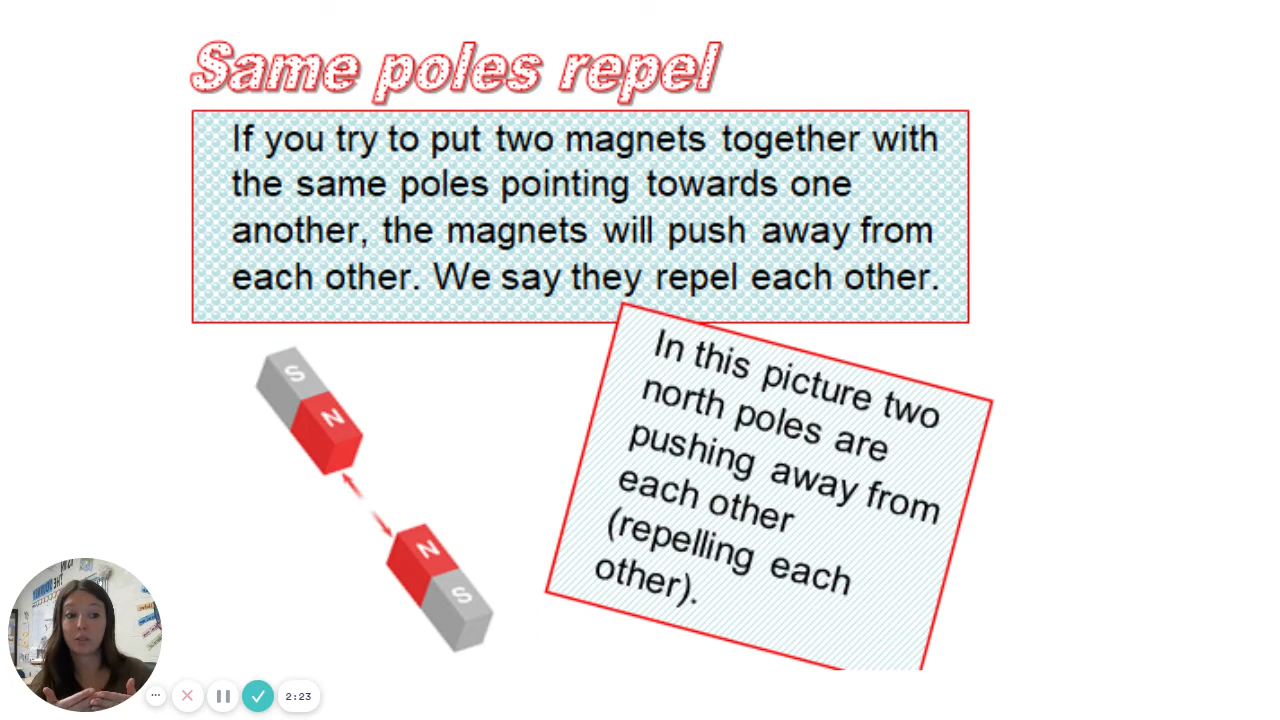 Same poles repel
If you try to put two magnets together with
the same poles pointing towards one
another, the magnets will push away from
each other. We say they repel each other.
In this picture two
north poles are
pushing away from
each other
(repelling each
other).
S
N
N
S
2:23